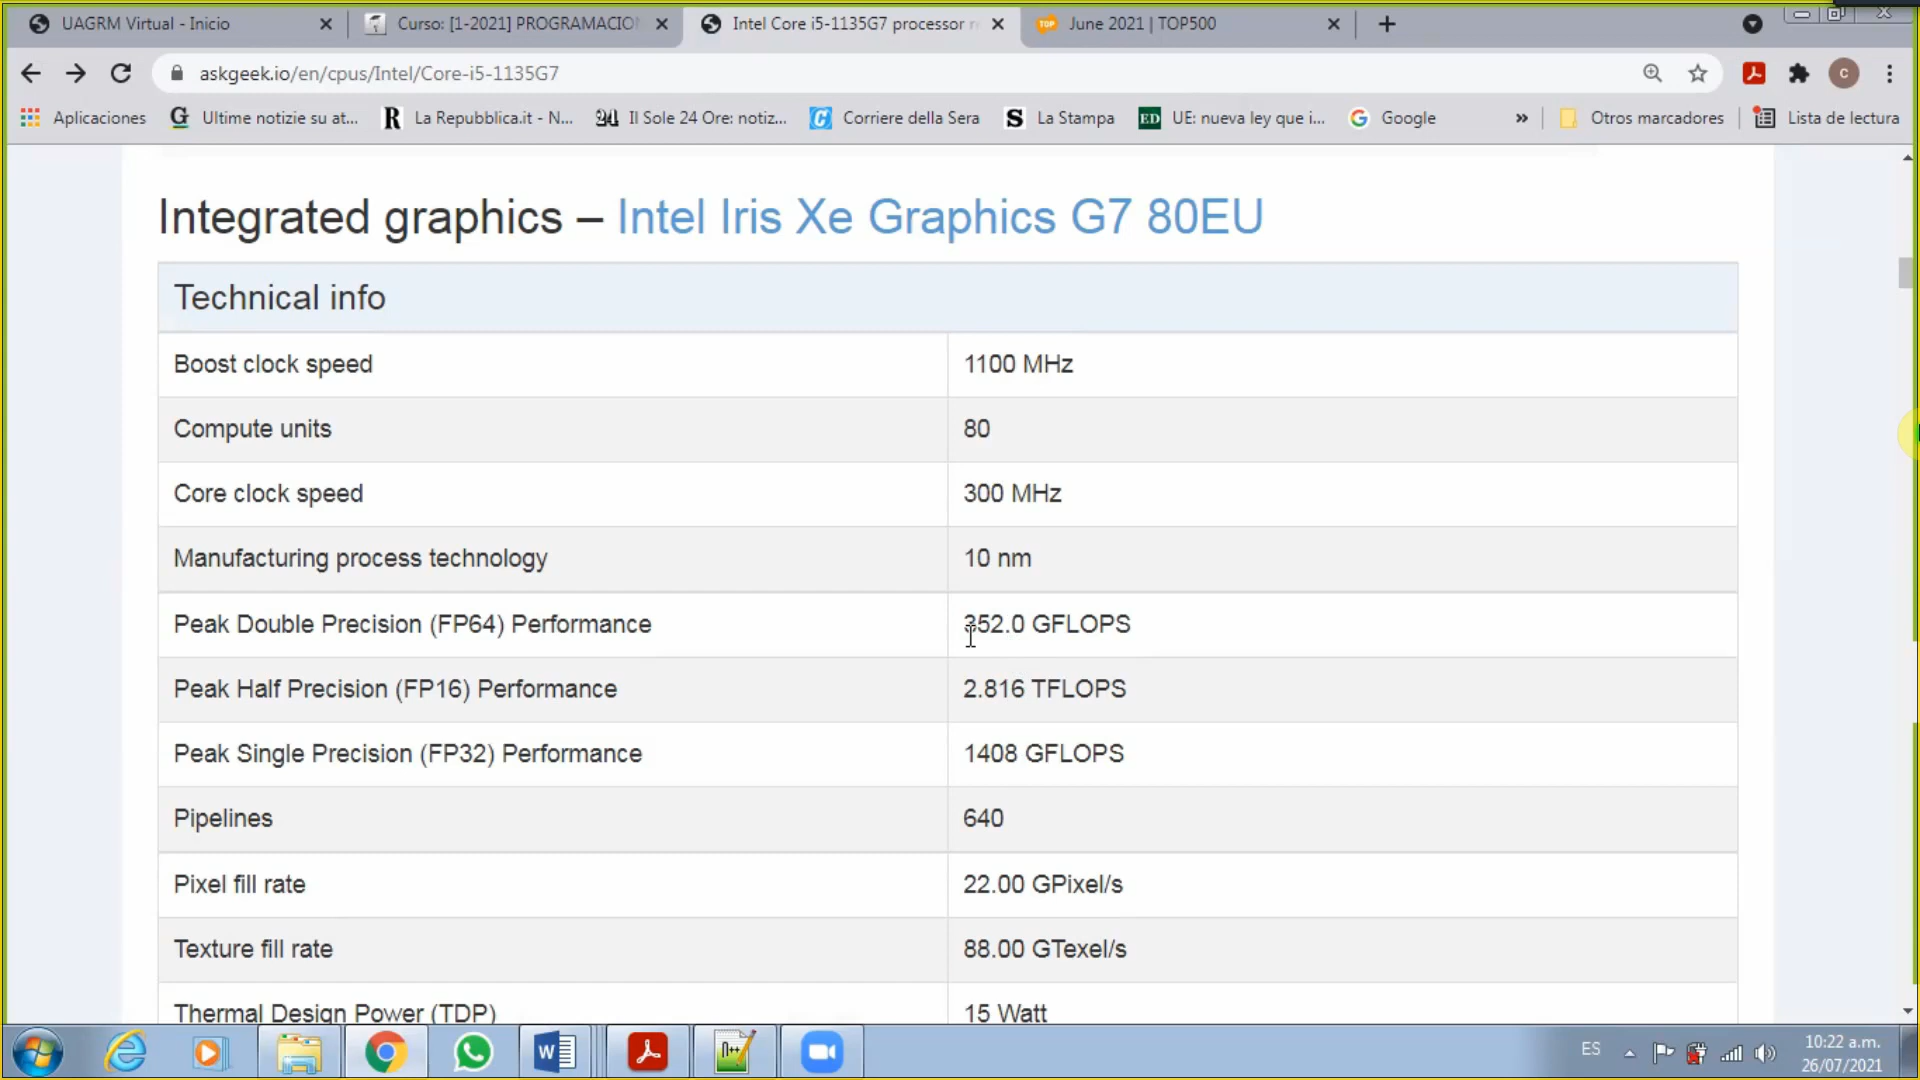 UAGRM Virtual - Inicio
Curso: [1-2021] PROGRAMACION
Intel Core i5-1135G7 processor r
June 2021 | TOP500
askgeek.io/en/cpus/Intel/Core-i5-1135G7
C
Aplicaciones
Ultime notizie su at...
La Repubblica.it - N...
Il Sole 24 Ore: notiz...
Corriere della Sera
La Stampa
UE: nueva ley que i...
Google
»
Otros marcadores
Lista de lectura
Integrated graphics – Intel Iris Xe Graphics G7 80EU
Technical info
Boost clock speed 1100 MHz
Compute units 80
Core clock speed 300 MHz
Manufacturing process technology 10 nm
Peak Double Precision (FP64) Performance 352.0 GFLOPS
Peak Half Precision (FP16) Performance 2.816 TFLOPS
Peak Single Precision (FP32) Performance 1408 GFLOPS
Pipelines 640
Pixel fill rate 22.00 GPixel/s
Texture fill rate 88.00 GTexel/s
Thermal Design Power (TDP) 15 Watt
ES
10:22 a.m.
26/07/2021